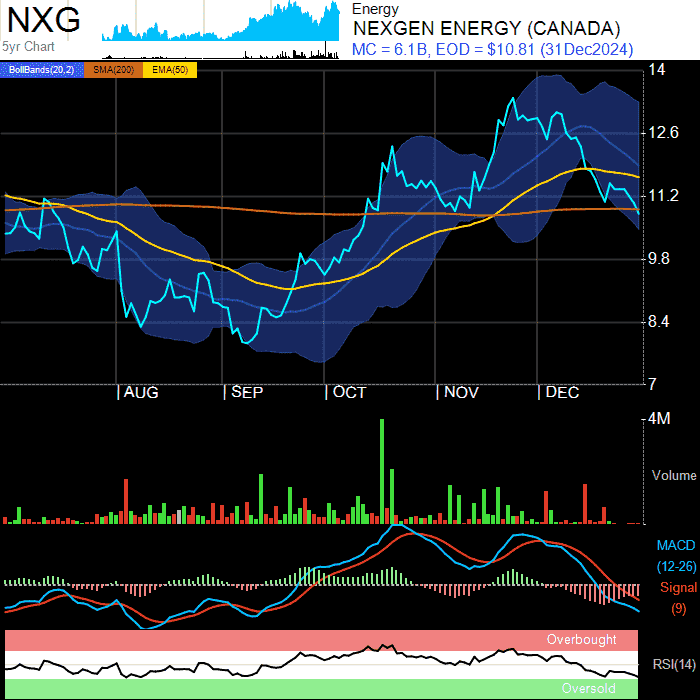 NXG
5yr Chart
Energy
NEXGEN ENERGY (CANADA)
MC = 6.1B, EOD = $10.81 (31Dec2024)
BollBands(20,2) SMA(200) EMA(50)
14
12.6
11.2
9.8
8.4
7
AUG SEP OCT NOV DEC
4M
Volume
MACD
(12-26)
Signal
(9)
Overbought
RSI(14)
Oversold